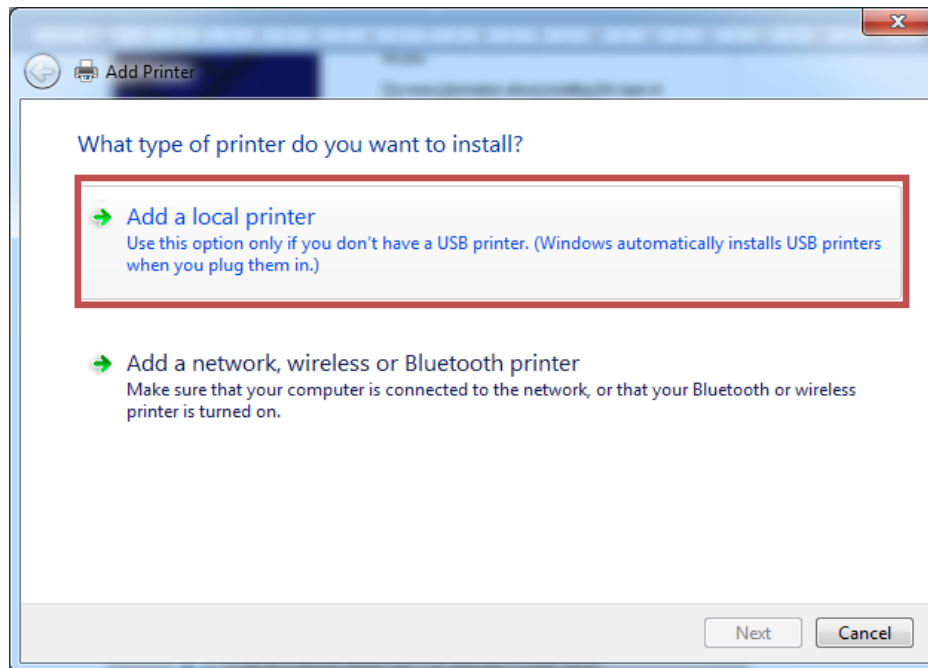 Add Printer
What type of printer do you want to install?
Add a local printer
Use this option only if you don't have a USB printer. (Windows automatically installs USB printers
when you plug them in.)
Add a network, wireless or Bluetooth printer
Make sure that your computer is connected to the network, or that your Bluetooth or wireless
printer is turned on.
Next
Cancel